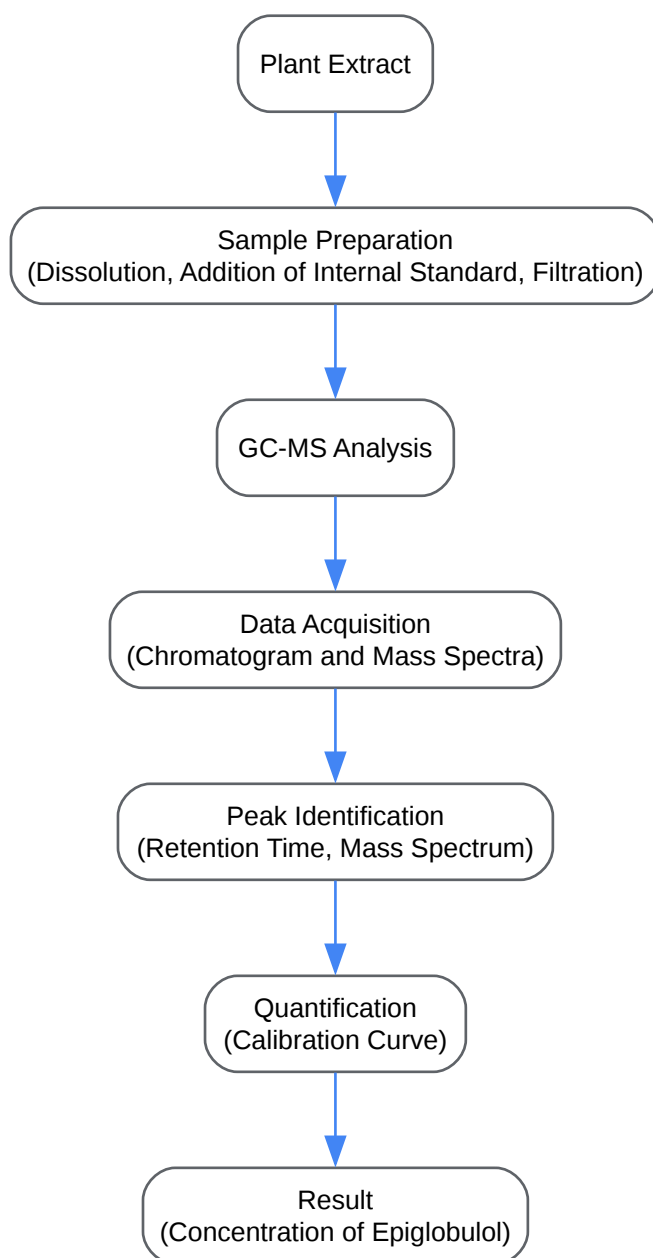 Plant Extract
Sample Preparation
(Dissolution, Addition of Internal Standard, Filtration)
GC-MS Analysis
Data Acquisition
(Chromatogram and Mass Spectra)
Peak Identification
(Retention Time, Mass Spectrum)
Quantification
(Calibration Curve)
Result
(Concentration of Epiglobulol)